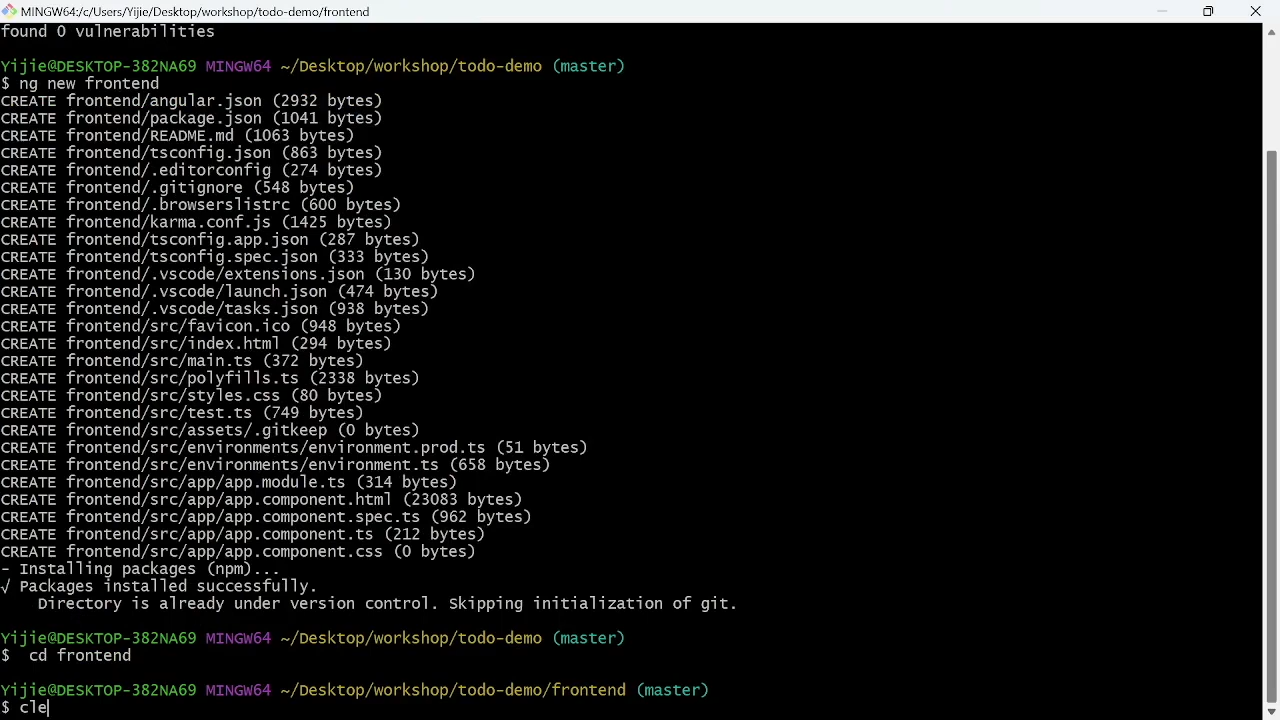 MINGW64:/c/Users/Yijie/Desktop/workshop/todo-demo/frontend
found 0 vulnerabilities
Yijie@DESKTOP-382NA69 MINGW64 ~/Desktop/workshop/todo-demo (master)
$ ng new frontend
CREATE frontend/angular.json (2932 bytes)
CREATE frontend/package.json (1041 bytes)
CREATE frontend/README.md (1063 bytes)
CREATE frontend/tsconfig.json (863 bytes)
CREATE frontend/.editorconfig (274 bytes)
CREATE frontend/.gitignore (548 bytes)
CREATE frontend/.browserslistrc (600 bytes)
CREATE frontend/karma.conf.js (1425 bytes)
CREATE frontend/tsconfig.app.json (287 bytes)
CREATE frontend/tsconfig.spec.json (333 bytes)
CREATE frontend/.vscode/extensions.json (130 bytes)
CREATE frontend/.vscode/launch.json (474 bytes)
CREATE frontend/.vscode/tasks.json (938 bytes)
CREATE frontend/src/favicon.ico (948 bytes)
CREATE frontend/src/index.html (294 bytes)
CREATE frontend/src/main.ts (372 bytes)
CREATE frontend/src/polyfills.ts (2338 bytes)
CREATE frontend/src/styles.css (80 bytes)
CREATE frontend/src/test.ts (749 bytes)
CREATE frontend/src/assets/.gitkeep (0 bytes)
CREATE frontend/src/environments/environment.prod.ts (51 bytes)
CREATE frontend/src/environments/environment.ts (658 bytes)
CREATE frontend/src/app/app.module.ts (314 bytes)
CREATE frontend/src/app/app.component.html (23083 bytes)
CREATE frontend/src/app/app.component.spec.ts (962 bytes)
CREATE frontend/src/app/app.component.ts (212 bytes)
CREATE frontend/src/app/app.component.css (0 bytes)
- Installing packages (npm)...
√ Packages installed successfully.
    Directory is already under version control. Skipping initialization of git.
Yijie@DESKTOP-382NA69 MINGW64 ~/Desktop/workshop/todo-demo (master)
$  cd frontend
Yijie@DESKTOP-382NA69 MINGW64 ~/Desktop/workshop/todo-demo/frontend (master)
$ cle